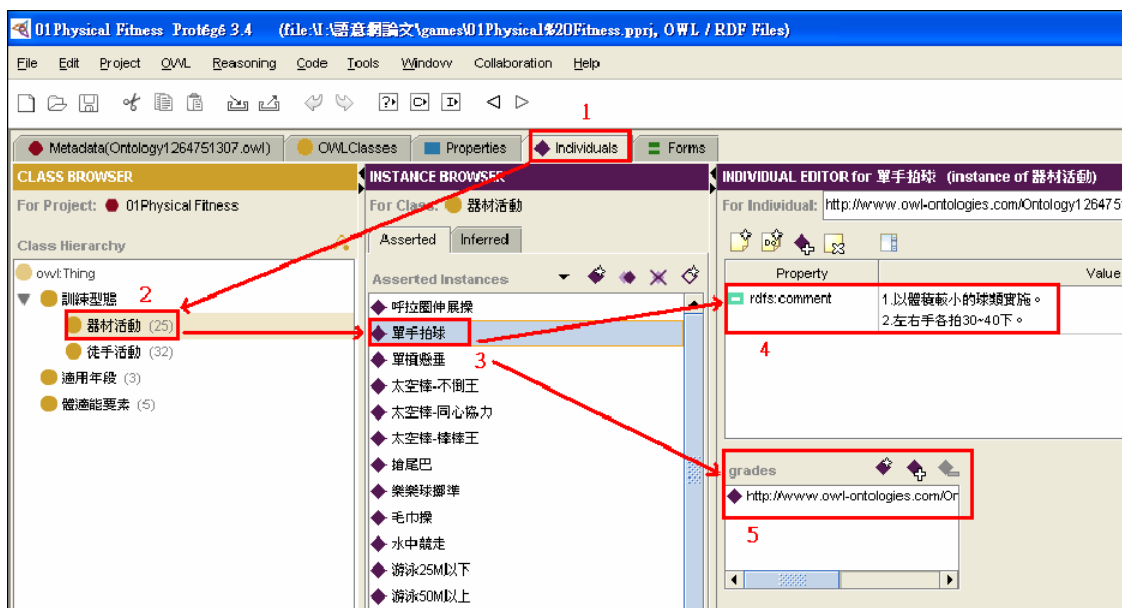 01Physical Fitness Protégé 3.4 (file:\I:\語意網論文\games\01Physical%20Fitness.pprj, OWL / RDF Files)
File Edit Project OWL Reasoning Code Tools Window Collaboration Help
1
Metadata(Ontology1264751307.owl) OWLClasses Properties Individuals Forms
CLASS BROWSER
For Project: 01Physical Fitness
Class Hierarchy
owl:Thing
訓練型態
2
器材活動 (25)
徒手活動 (32)
適用年段 (3)
體適能要素 (5)
INSTANCE BROWSER
For Class: 器材活動
Asserted Inferred
Asserted Instances
呼拉圈伸展操
單手拍球
3
單槓懸垂
太空棒-不倒王
太空棒-同心協力
太空棒-棒棒王
搶尾巴
樂樂球擲準
毛巾操
水中競走
游泳25M以下
游泳50M以上
INDIVIDUAL EDITOR for 單手拍球 (instance of 器材活動)
For Individual: http://www.owl-ontologies.com/Ontology126475
Property Value
rdfs:comment 1.以體積較小的球類實施。
2.左右手各拍30~40下。
4
grades
http://www.owl-ontologies.com/Or
5